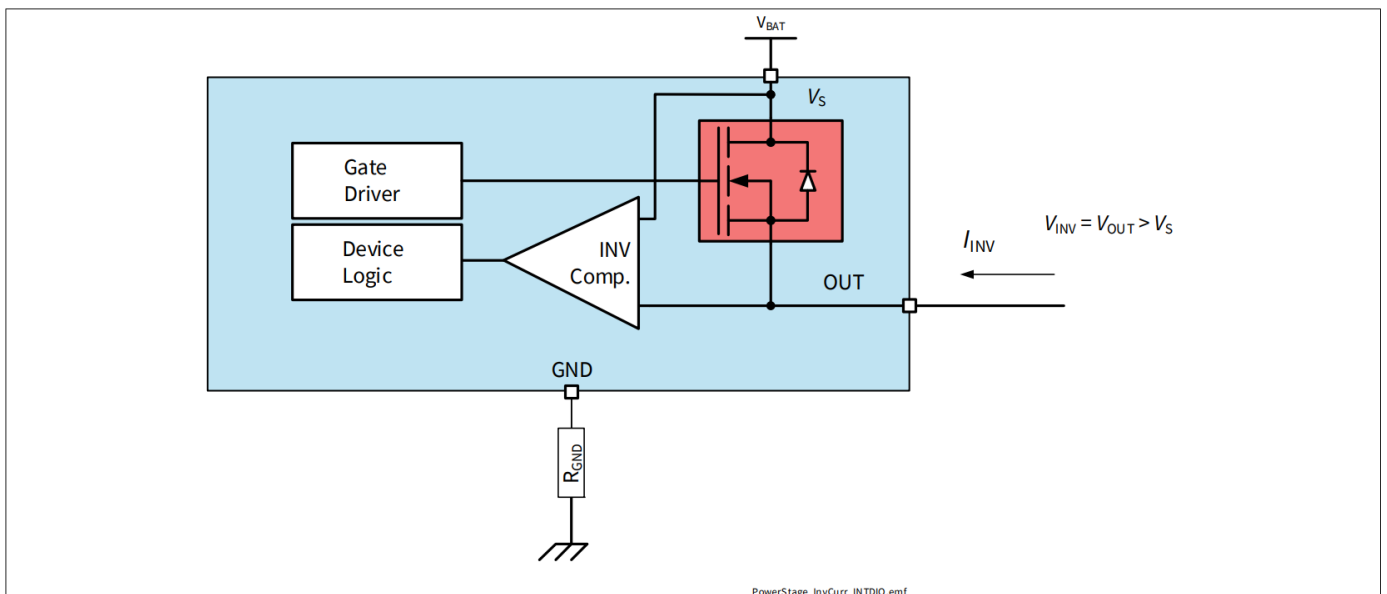 VBAT
VS
Gate
Driver
Device
Logic
INV
Comp.
OUT
IINV
VINV = VOUT > VS
GND
RGND
PowerStage_InvCurr_INTDIO.emf